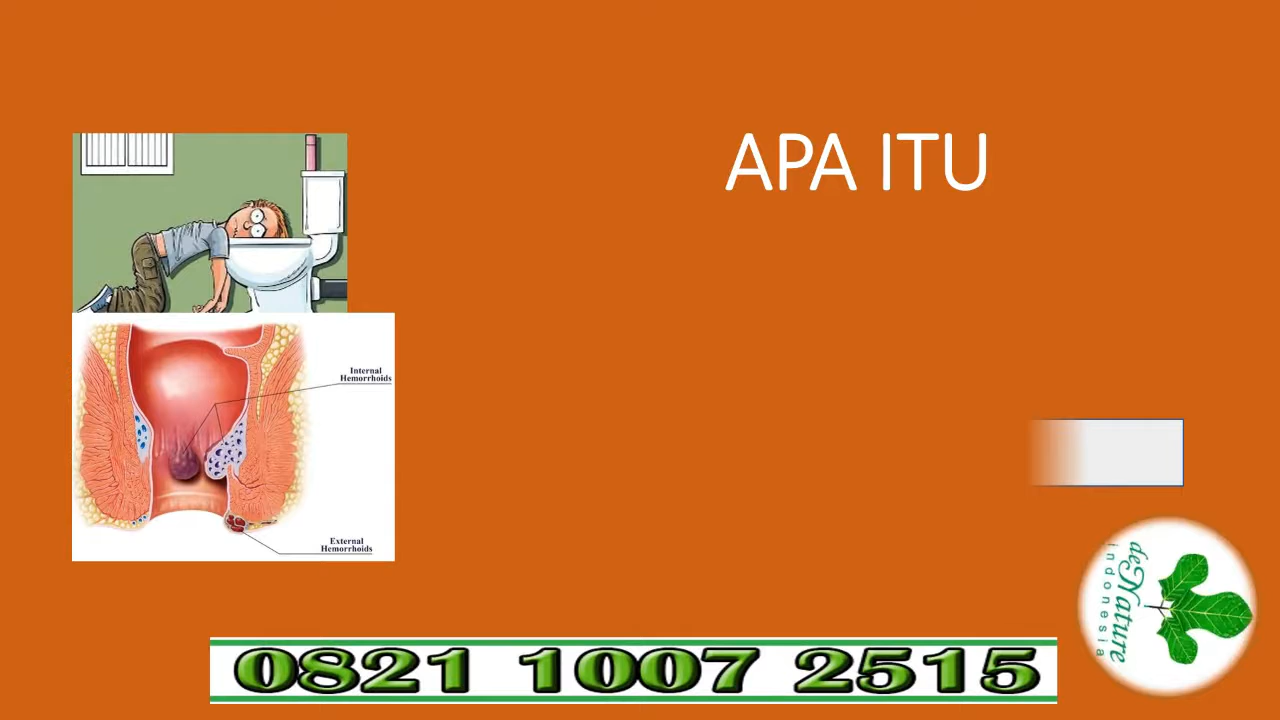 APA ITU
Internal
Hemorrhoids
External
Hemorrhoids
deNature
indonesia
0821 1007 2515